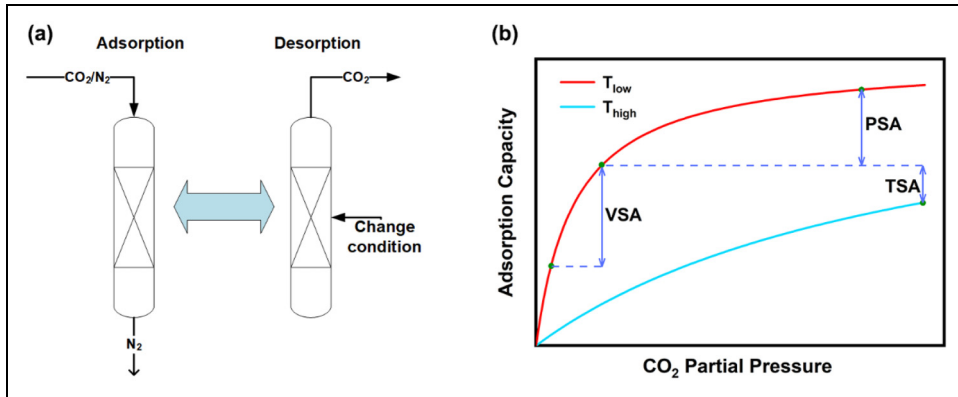 (a)
Adsorption
Desorption
CO2/N2
CO2
Change
condition
N2
(b)
Tlow
Thigh
PSA
TSA
VSA
Adsorption Capacity
CO2 Partial Pressure